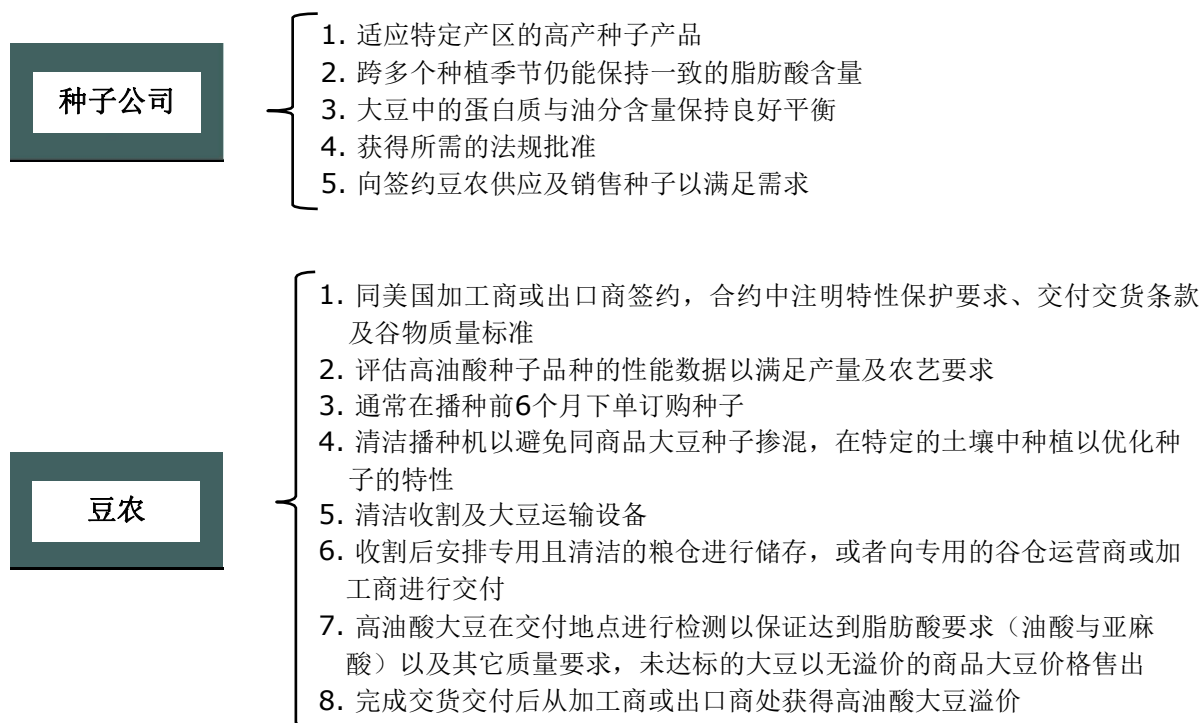 种子公司
1. 适应特定产区的高产种子产品
2. 跨多个种植季节仍能保持一致的脂肪酸含量
3. 大豆中的蛋白质与油分含量保持良好平衡
4. 获得所需的法规批准
5. 向签约豆农供应及销售种子以满足需求
豆农
1. 同美国加工商或出口商签约，合约中注明特性保护要求、交付交货条款
及谷物质量标准
2. 评估高油酸种子品种的性能数据以满足产量及农艺要求
3. 通常在播种前6个月下单订购种子
4. 清洁播种机以避免同商品大豆种子掺混，在特定的土壤中种植以优化种
子的特性
5. 清洁收割及大豆运输设备
6. 收割后安排专用且清洁的粮仓进行储存，或者向专用的谷仓运营商或加
工商进行交付
7. 高油酸大豆在交付地点进行检测以保证达到脂肪酸要求（油酸与亚麻
酸）以及其它质量要求，未达标的大豆以无溢价的商品大豆价格售出
8. 完成交货交付后从加工商或出口商处获得高油酸大豆溢价